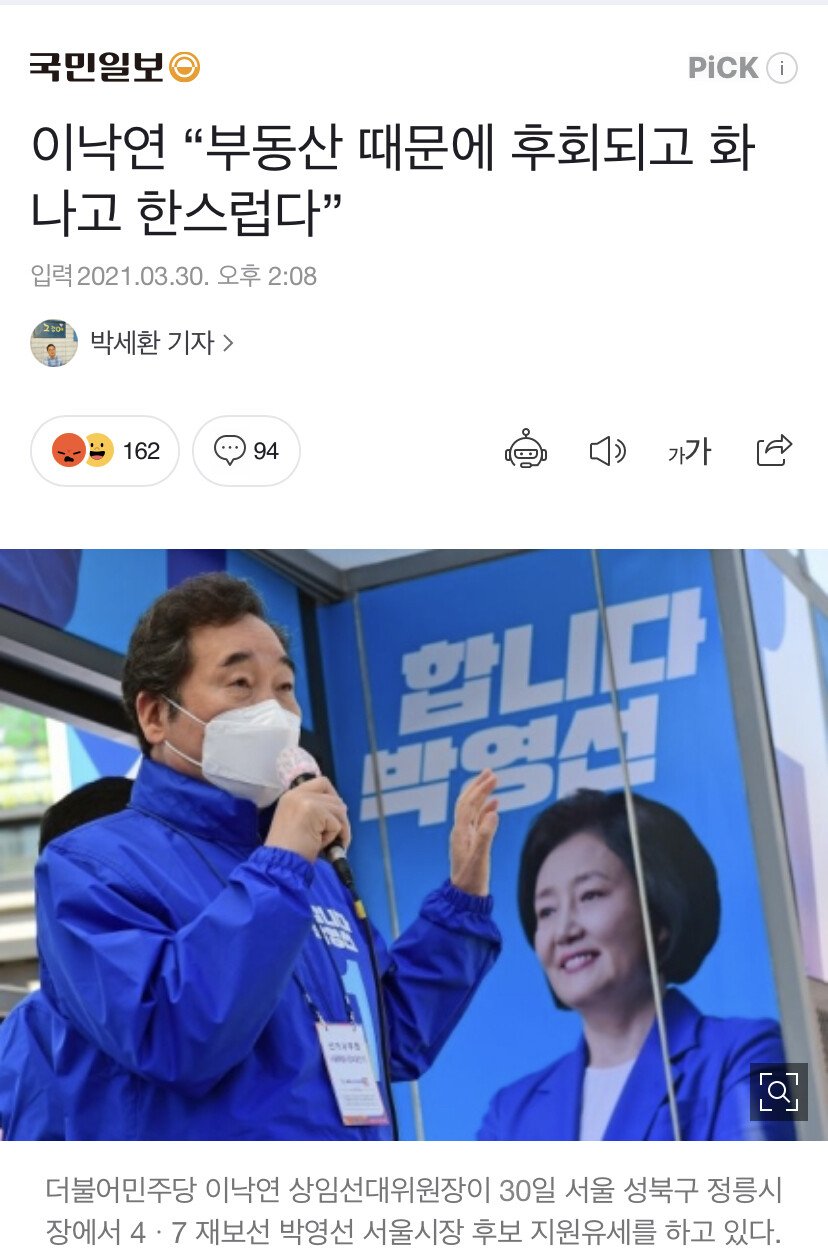 국민일보
PiCK i
이낙연 “부동산 때문에 후회되고 화
나고 한스럽다”
입력 2021.03.30. 오후 2:08
박세환 기자 >
162 94 가가
합니다
박영선
1
더불어민주당 이낙연 상임선대위원장이 30일 서울 성북구 정릉시
장에서 4 · 7 재보선 박영선 서울시장 후보 지원유세를 하고 있다.